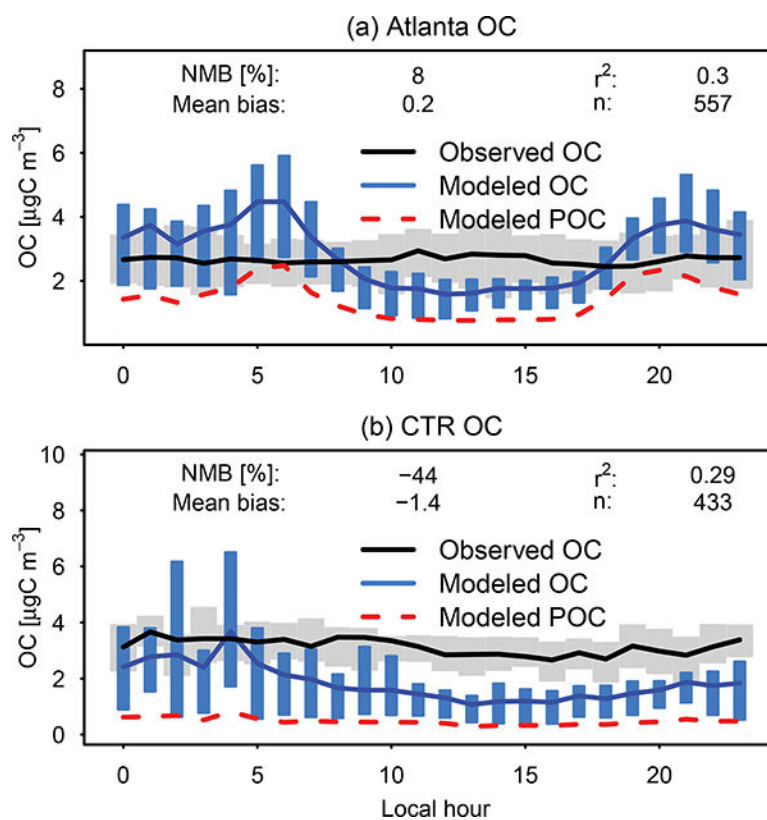 (a) Atlanta OC
NMB [%]: 8 r²: 0.3
Mean bias: 0.2 n: 557
Observed OC
Modeled OC
Modeled POC
OC [µgC m⁻³]
8
6
4
2
0 5 10 15 20
(b) CTR OC
NMB [%]: −44 r²: 0.29
Mean bias: −1.4 n: 433
Observed OC
Modeled OC
Modeled POC
OC [µgC m⁻³]
10
8
6
4
2
0
0 5 10 15 20
Local hour